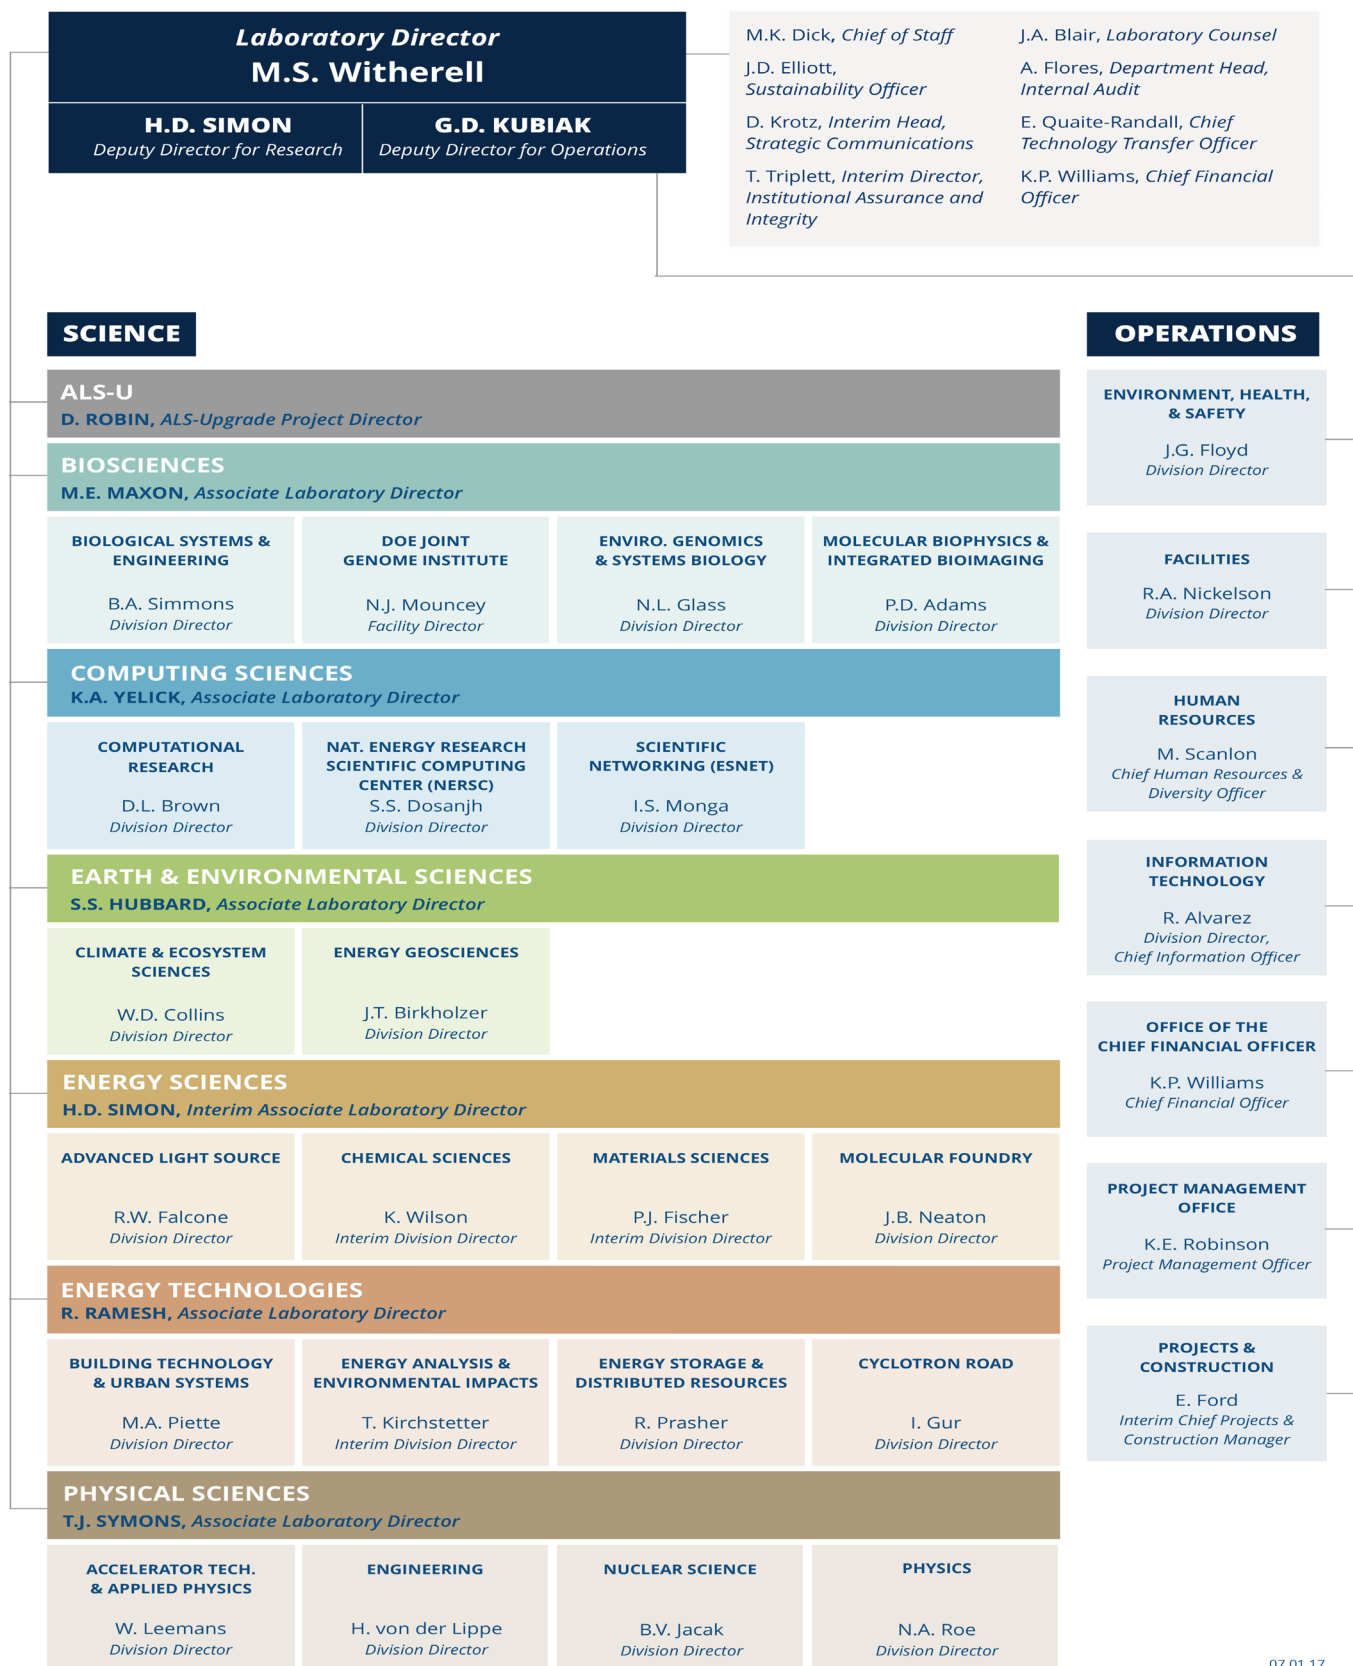 Laboratory Director
M.S. Witherell
H.D. SIMON
Deputy Director for Research
G.D. KUBIAK
Deputy Director for Operations
M.K. Dick, Chief of Staff
J.D. Elliott,
Sustainability Officer
D. Krotz, Interim Head,
Strategic Communications
T. Triplett, Interim Director,
Institutional Assurance and
Integrity
J.A. Blair, Laboratory Counsel
A. Flores, Department Head,
Internal Audit
E. Quaite-Randall, Chief
Technology Transfer Officer
K.P. Williams, Chief Financial
Officer
SCIENCE
ALS-U
D. ROBIN, ALS-Upgrade Project Director
BIOSCIENCES
M.E. MAXON, Associate Laboratory Director
BIOLOGICAL SYSTEMS &
ENGINEERING
B.A. Simmons
Division Director
DOE JOINT
GENOME INSTITUTE
N.J. Mouncey
Facility Director
ENVIRO. GENOMICS
& SYSTEMS BIOLOGY
N.L. Glass
Division Director
MOLECULAR BIOPHYSICS &
INTEGRATED BIOIMAGING
P.D. Adams
Division Director
COMPUTING SCIENCES
K.A. YELICK, Associate Laboratory Director
COMPUTATIONAL
RESEARCH
D.L. Brown
Division Director
NAT. ENERGY RESEARCH
SCIENTIFIC COMPUTING
CENTER (NERSC)
S.S. Dosanjh
Division Director
SCIENTIFIC
NETWORKING (ESNET)
I.S. Monga
Division Director
EARTH & ENVIRONMENTAL SCIENCES
S.S. HUBBARD, Associate Laboratory Director
CLIMATE & ECOSYSTEM
SCIENCES
W.D. Collins
Division Director
ENERGY GEOSCIENCES
J.T. Birkholzer
Division Director
ENERGY SCIENCES
H.D. SIMON, Interim Associate Laboratory Director
ADVANCED LIGHT SOURCE
R.W. Falcone
Division Director
CHEMICAL SCIENCES
K. Wilson
Interim Division Director
MATERIALS SCIENCES
P.J. Fischer
Interim Division Director
MOLECULAR FOUNDRY
J.B. Neaton
Division Director
ENERGY TECHNOLOGIES
R. RAMESH, Associate Laboratory Director
BUILDING TECHNOLOGY
& URBAN SYSTEMS
M.A. Piette
Division Director
ENERGY ANALYSIS &
ENVIRONMENTAL IMPACTS
T. Kirchstetter
Interim Division Director
ENERGY STORAGE &
DISTRIBUTED RESOURCES
R. Prasher
Division Director
CYCLOTRON ROAD
I. Gur
Division Director
PHYSICAL SCIENCES
T.J. SYMONS, Associate Laboratory Director
ACCELERATOR TECH.
& APPLIED PHYSICS
W. Leemans
Division Director
ENGINEERING
H. von der Lippe
Division Director
NUCLEAR SCIENCE
B.V. Jacak
Division Director
PHYSICS
N.A. Roe
Division Director
OPERATIONS
ENVIRONMENT, HEALTH,
& SAFETY
J.G. Floyd
Division Director
FACILITIES
R.A. Nickelson
Division Director
HUMAN
RESOURCES
M. Scanlon
Chief Human Resources &
Diversity Officer
INFORMATION
TECHNOLOGY
R. Alvarez
Division Director,
Chief Information Officer
OFFICE OF THE
CHIEF FINANCIAL OFFICER
K.P. Williams
Chief Financial Officer
PROJECT MANAGEMENT
OFFICE
K.E. Robinson
Project Management Officer
PROJECTS &
CONSTRUCTION
E. Ford
Interim Chief Projects &
Construction Manager
07.01.17